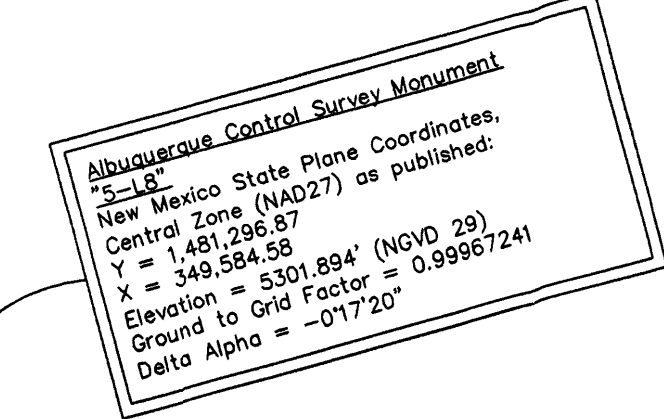 Albuquerque Control Survey Monument
"5-L8"
New Mexico State Plane Coordinates,
Central Zone (NAD27) as published:
Y = 1,481,296.87
X = 349,584.58
Elevation = 5301.894' (NGVD 29)
Ground to Grid Factor = 0.99967241
Delta Alpha = -0°17'20"